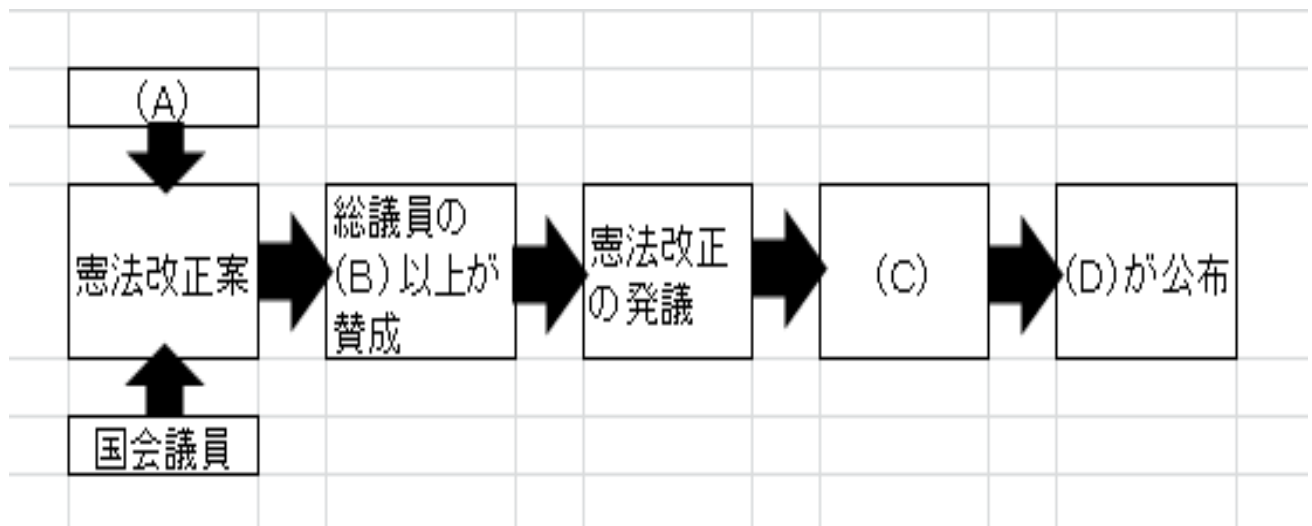 (A)
憲法改正案
国会議員
総議員の
(B)以上が
賛成
憲法改正
の発議
(C)
(D)が公布